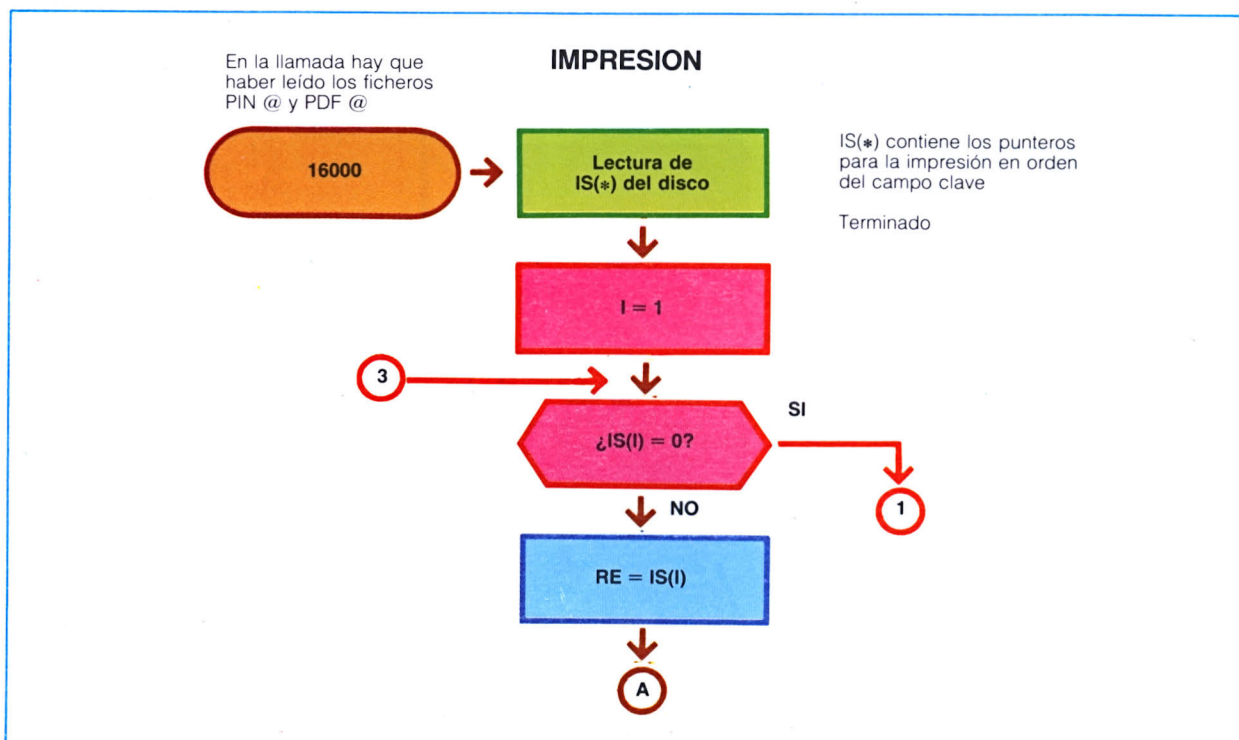 IMPRESION
En la llamada hay que
haber leído los ficheros
PIN @ y PDF @
16000
Lectura de
IS(*) del disco
IS(*) contiene los punteros
para la impresión en orden
del campo clave
Terminado
I = 1
3
¿IS(I) = 0?
SI
1
NO
RE = IS(I)
A